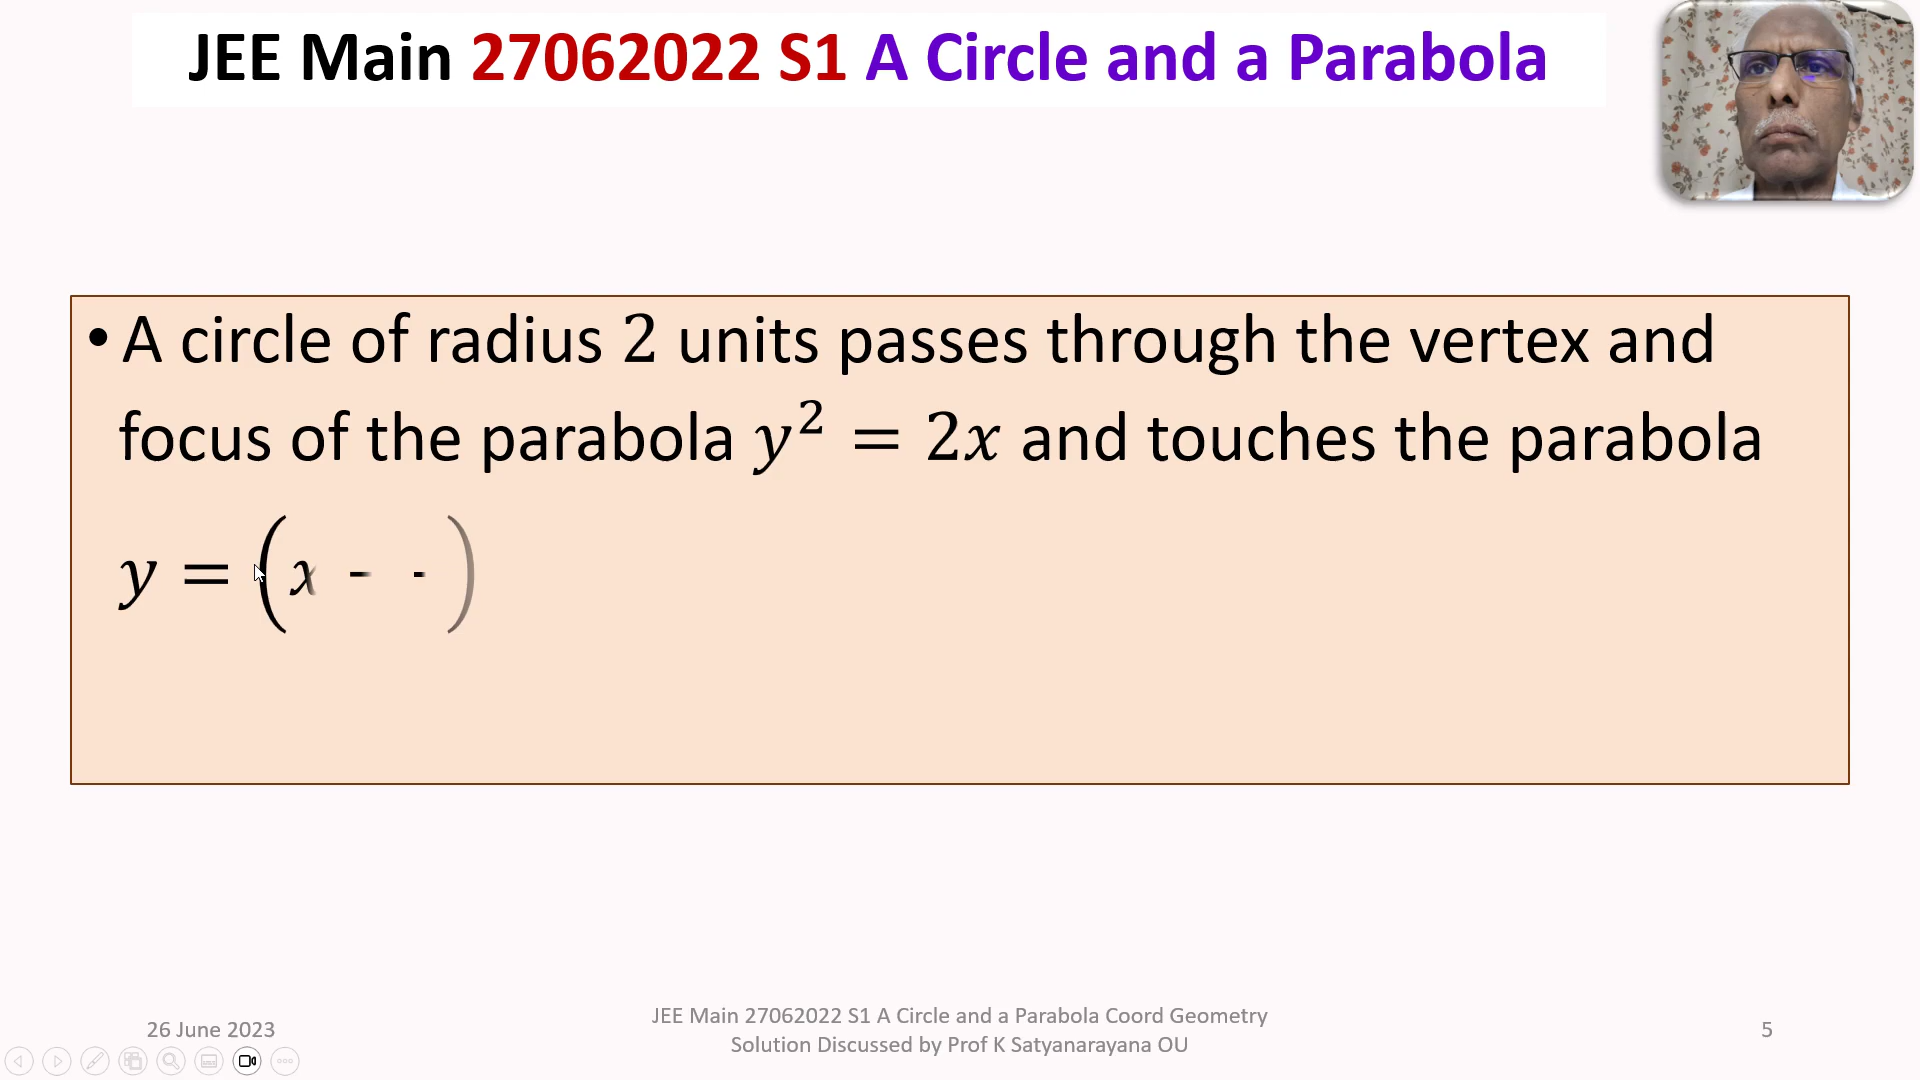 JEE Main 27062022 S1 A Circle and a Parabola
• A circle of radius 2 units passes through the vertex and
focus of the parabola y² = 2x and touches the parabola
y = (x - - )
26 June 2023
JEE Main 27062022 S1 A Circle and a Parabola Coord Geometry
Solution Discussed by Prof K Satyanarayana OU
5